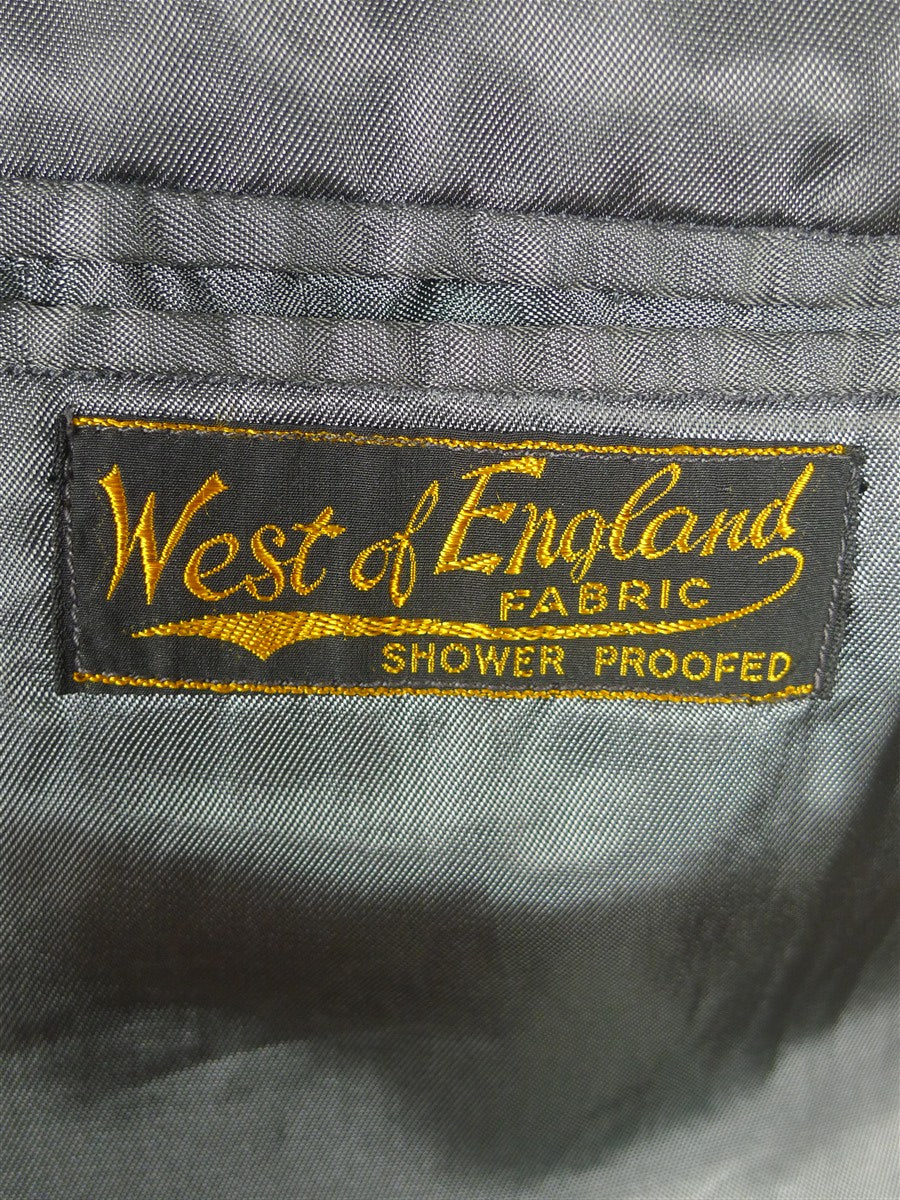 West of England
FABRIC
SHOWER PROOFED